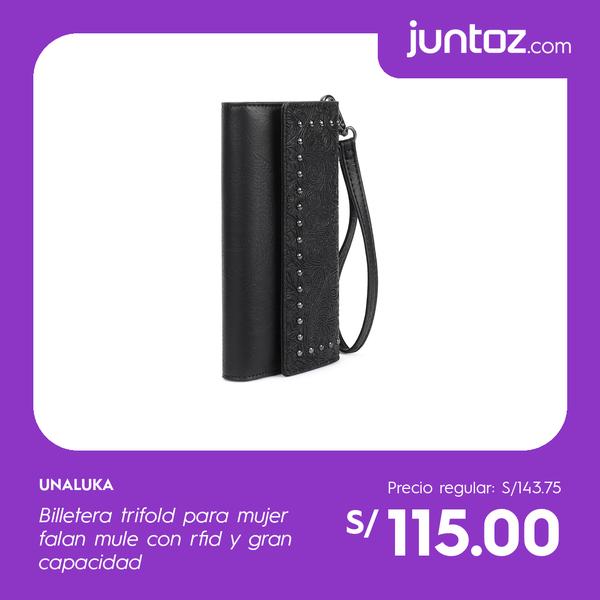 juntoz.com
UNALUKA
Billetera trifold para mujer
falan mule con rfid y gran
capacidad
Precio regular: S/143.75
S/115.00